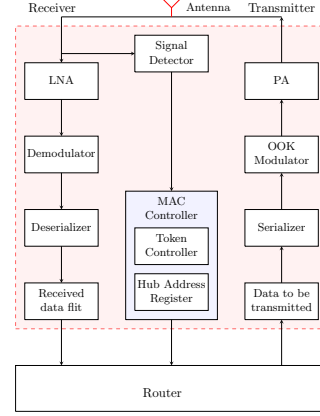 Receiver
Antenna
Transmitter
Signal
Detector
LNA
PA
Demodulator
OOK
Modulator
MAC
Controller
Deserializer
Token
Controller
Serializer
Received
data flit
Hub Address
Register
Data to be
transmitted
Router